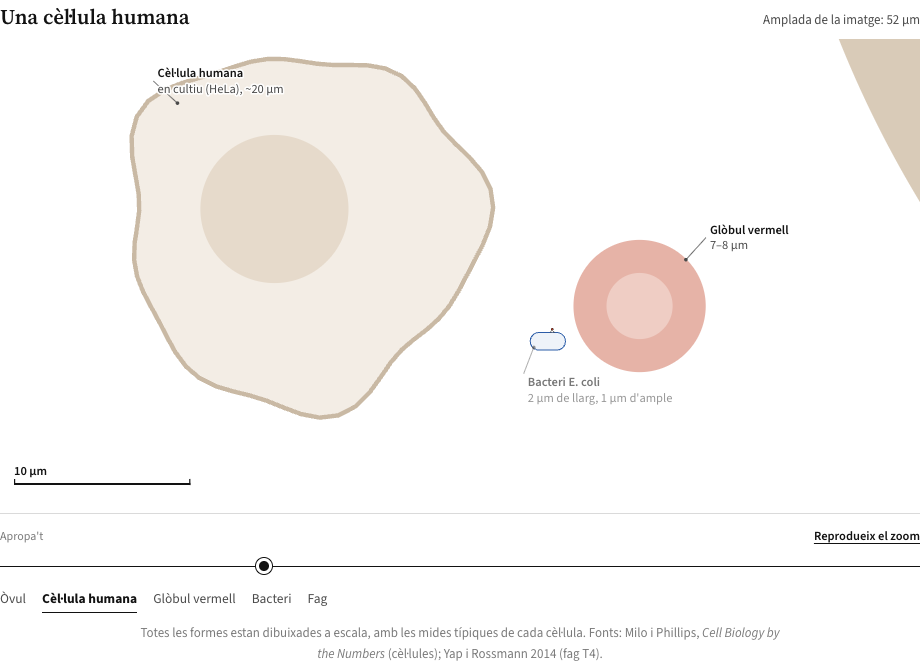 Una cèl·lula humana
Amplada de la imatge: 52 µm
Cèl·lula humana
en cultiu (HeLa), ~20 µm
Glòbul vermell
7–8 µm
Bacteri E. coli
2 µm de llarg, 1 µm d'ample
10 µm
Apropa't
Reprodueix el zoom
Òvul Cèl·lula humana Glòbul vermell Bacteri Fag
Totes les formes estan dibuixades a escala, amb les mides típiques de cada cèl·lula. Fonts: Milo i Phillips, Cell Biology by
the Numbers (cèl·lules); Yap i Rossmann 2014 (fag T4).